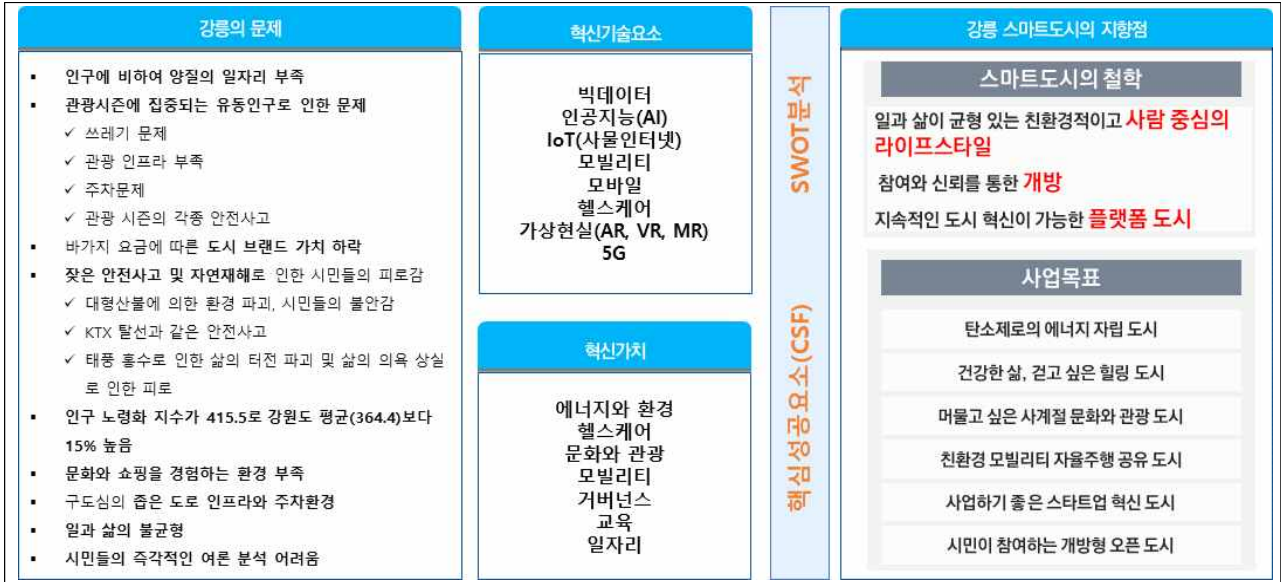 강릉의 문제
▪ 인구에 비하여 양질의 일자리 부족
▪ 관광시즌에 집중되는 유동인구로 인한 문제
✓ 쓰레기 문제
✓ 관광 인프라 부족
✓ 주차문제
✓ 관광 시즌의 각종 안전사고
▪ 바가지 요금에 따른 도시 브랜드 가치 하락
▪ 잦은 안전사고 및 자연재해로 인한 시민들의 피로감
✓ 대형산불에 의한 환경 파괴, 시민들의 불안감
✓ KTX 탈선과 같은 안전사고
✓ 태풍 홍수로 인한 삶의 터전 파괴 및 삶의 의욕 상실
로 인한 피로
▪ 인구 노령화 지수가 415.5로 강원도 평균(364.4)보다
15% 높음
▪ 문화와 쇼핑을 경험하는 환경 부족
▪ 구도심의 좁은 도로 인프라와 주차환경
▪ 일과 삶의 불균형
▪ 시민들의 즉각적인 여론 분석 어려움
혁신기술요소
빅데이터
인공지능(AI)
IoT(사물인터넷)
모빌리티
모바일
헬스케어
가상현실(AR, VR, MR)
5G
혁신가치
에너지와 환경
헬스케어
문화와 관광
모빌리티
거버넌스
교육
일자리
핵심성공요소(CSF) SWOT분석
강릉 스마트도시의 지향점
스마트도시의 철학
일과 삶이 균형 있는 친환경적이고 사람 중심의
라이프스타일
참여와 신뢰를 통한 개방
지속적인 도시 혁신이 가능한 플랫폼 도시
사업목표
탄소제로의 에너지 자립 도시
건강한 삶, 걷고 싶은 힐링 도시
머물고 싶은 사계절 문화와 관광 도시
친환경 모빌리티 자율주행 공유 도시
사업하기 좋은 스타트업 혁신 도시
시민이 참여하는 개방형 오픈 도시